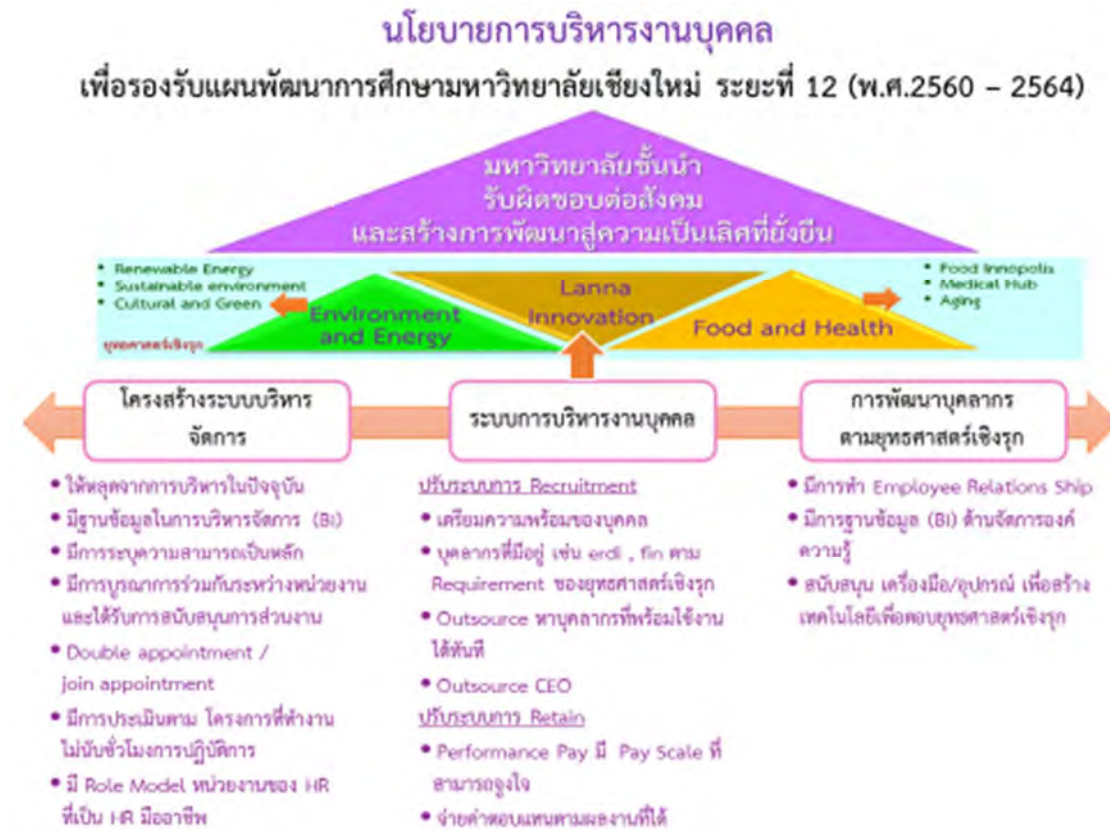 นโยบายการบริหารงานบุคคล
เพื่อรองรับแผนพัฒนาการศึกษามหาวิทยาลัยเชียงใหม่ ระยะที่ 12 (พ.ศ.2560 – 2564)
มหาวิทยาลัยชั้นนำ
รับผิดชอบต่อสังคม
และสร้างการพัฒนาสู่ความเป็นเลิศที่ยั่งยืน
• Renewable Energy
• Sustainable environment
• Cultural and Green
ยุทธศาสตร์เชิงรุก
Environment
and Energy
Lanna
Innovation
Food and Health
• Food Innopolis
• Medical Hub
• Aging
โครงสร้างระบบบริหาร
จัดการ
• ให้หลุดจากการบริหารในปัจจุบัน
• มีฐานข้อมูลในการบริหารจัดการ (BI)
• มีการระบุความสามารถเป็นหลัก
• มีการบูรณาการร่วมกันระหว่างหน่วยงาน
และได้รับการสนับสนุนการส่วนงาน
• Double appointment /
join appointment
• มีการประเมินตาม โครงการที่ทำงาน
ไม่นับชั่วโมงการปฏิบัติการ
• มี Role Model หน่วยงานของ HR
ที่เป็น HR มืออาชีพ
ระบบการบริหารงานบุคคล
ปรับระบบการ Recruitment
• เตรียมความพร้อมของบุคคล
• บุคลากรที่มีอยู่ เช่น erdi , fin ตาม
Requirement ของยุทธศาสตร์เชิงรุก
• Outsource หาบุคลากรที่พร้อมใช้งาน
ได้ทันที
• Outsource CEO
ปรับระบบการ Retain
• Performance Pay มี Pay Scale ที่
สามารถจูงใจ
• จ่ายค่าตอบแทนตามผลงานที่ได้
การพัฒนาบุคลากร
ตามยุทธศาสตร์เชิงรุก
• มีการทำ Employee Relations Ship
• มีการฐานข้อมูล (BI) ด้านจัดการองค์
ความรู้
• สนับสนุน เครื่องมือ/อุปกรณ์ เพื่อสร้าง
เทคโนโลยีเพื่อตอบยุทธศาสตร์เชิงรุก